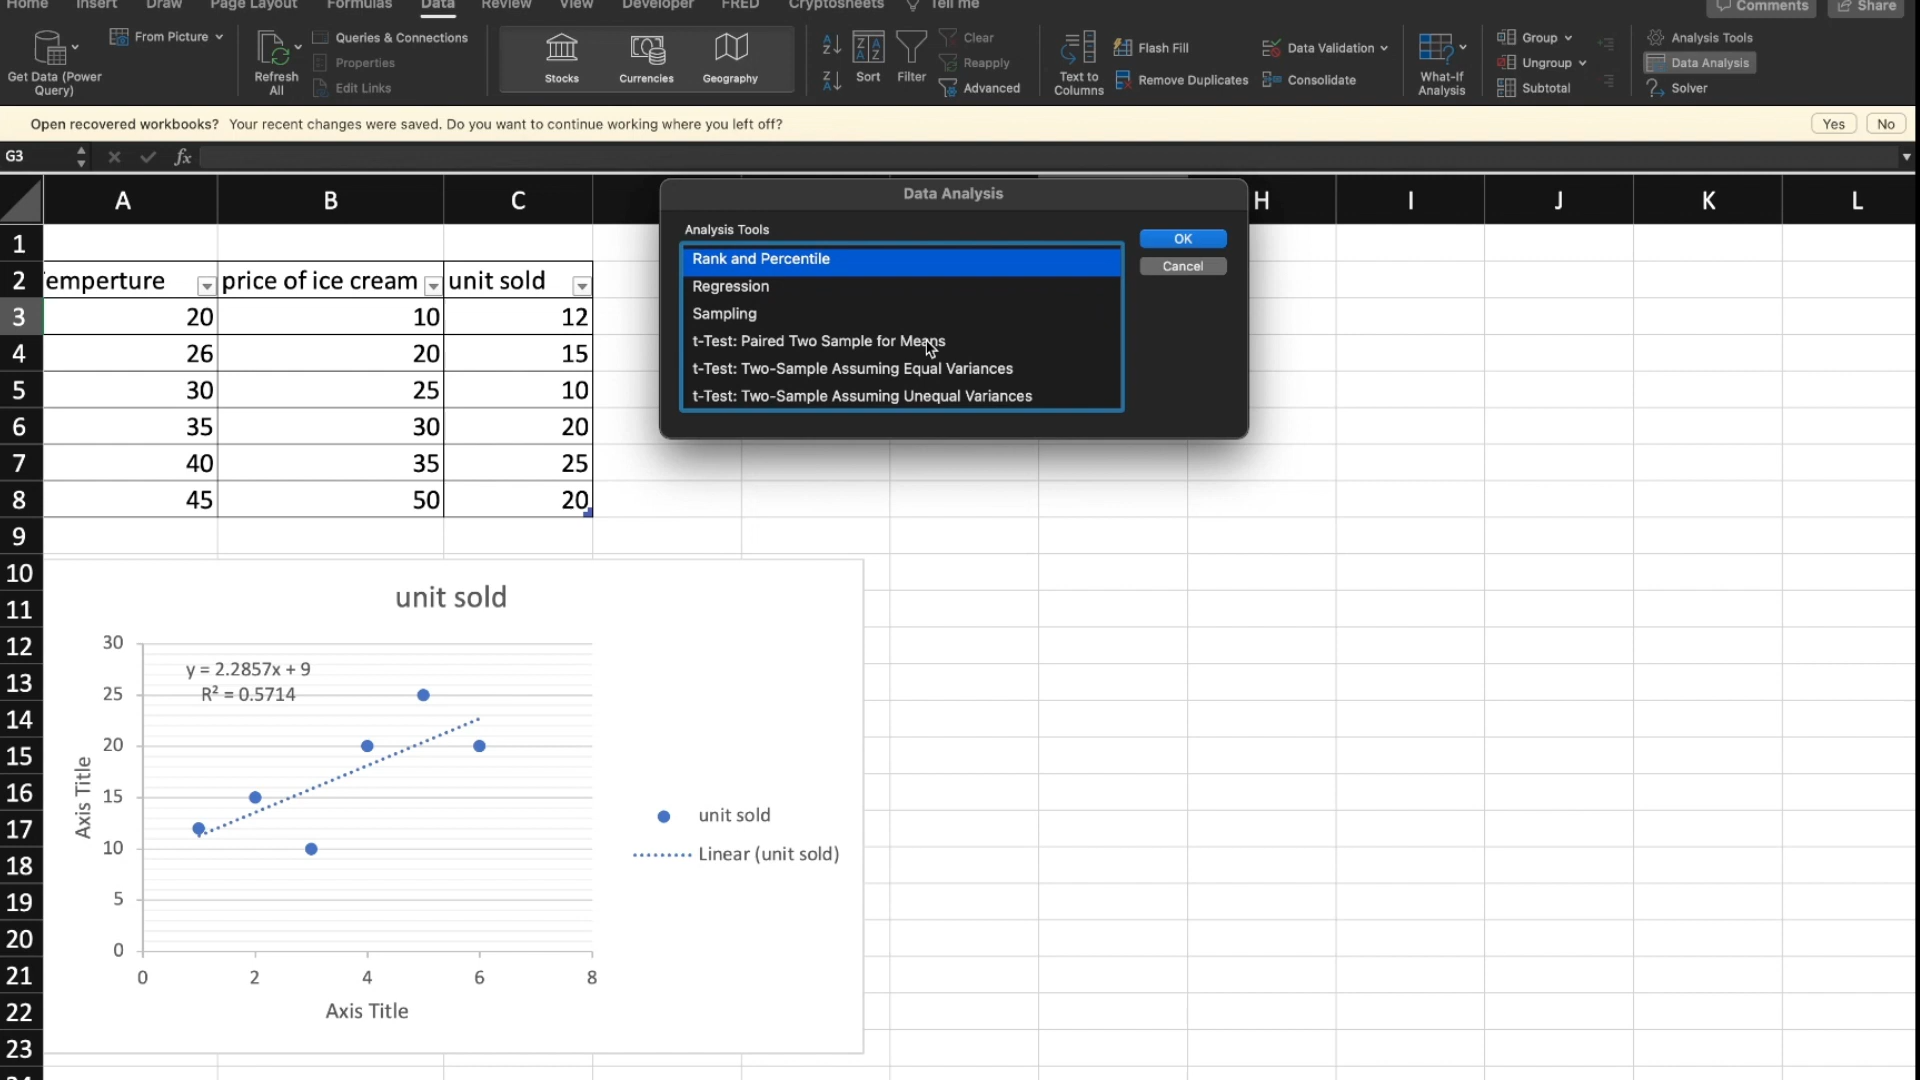 Home Insert Draw Page Layout Formulas Data Review View Developer FRED Cryptosheets Tell me Comments Share
Get Data (Power Query)
From Picture
Refresh All
Queries & Connections
Properties
Edit Links
Stocks
Currencies
Geography
Sort
Filter
Clear
Reapply
Advanced
Text to Columns
Flash Fill
Remove Duplicates
Data Validation
Consolidate
What-If Analysis
Group
Ungroup
Subtotal
Analysis Tools
Data Analysis
Solver
Open recovered workbooks? Your recent changes were saved. Do you want to continue working where you left off? Yes No
G3 fx
A B C H I J K L
1
2 emperture price of ice cream unit sold
3 20 10 12
4 26 20 15
5 30 25 10
6 35 30 20
7 40 35 25
8 45 50 20
9
10
11
12
13
14
15
16
17
18
19
20
21
22
23
Data Analysis
Analysis Tools
Rank and Percentile
Regression
Sampling
t-Test: Paired Two Sample for Means
t-Test: Two-Sample Assuming Equal Variances
t-Test: Two-Sample Assuming Unequal Variances
OK
Cancel
unit sold
y = 2.2857x + 9
R² = 0.5714
30
25
20
15
10
5
0
Axis Title
0 2 4 6 8
Axis Title
unit sold
Linear (unit sold)